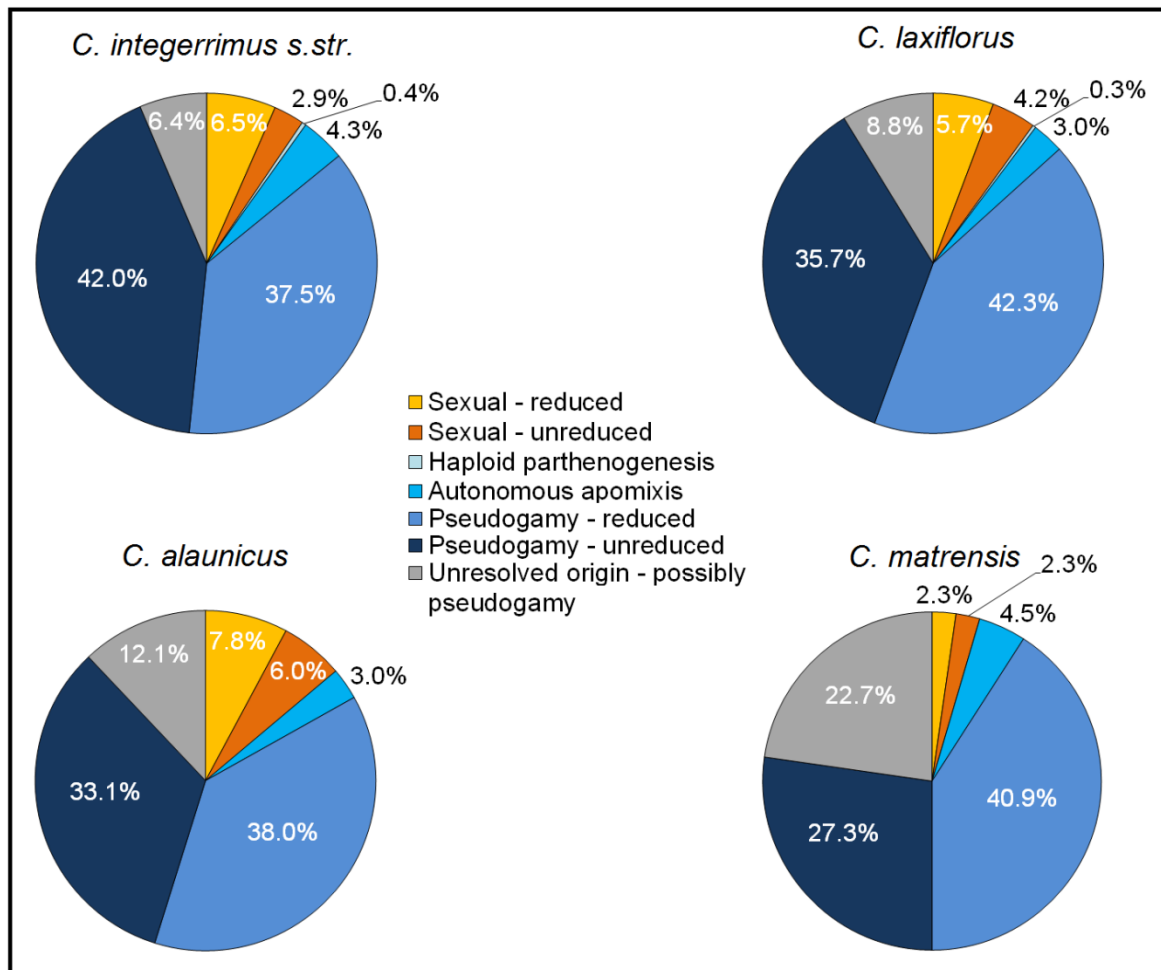 C. integerrimus s.str.
6.4%
6.5%
2.9%
0.4%
4.3%
42.0%
37.5%
C. laxiflorus
8.8%
5.7%
4.2%
0.3%
3.0%
35.7%
42.3%
Sexual - reduced
Sexual - unreduced
Haploid parthenogenesis
Autonomous apomixis
Pseudogamy - reduced
Pseudogamy - unreduced
Unresolved origin - possibly
pseudogamy
C. alaunicus
12.1%
7.8%
6.0%
3.0%
33.1%
38.0%
C. matrensis
2.3%
2.3%
4.5%
22.7%
40.9%
27.3%